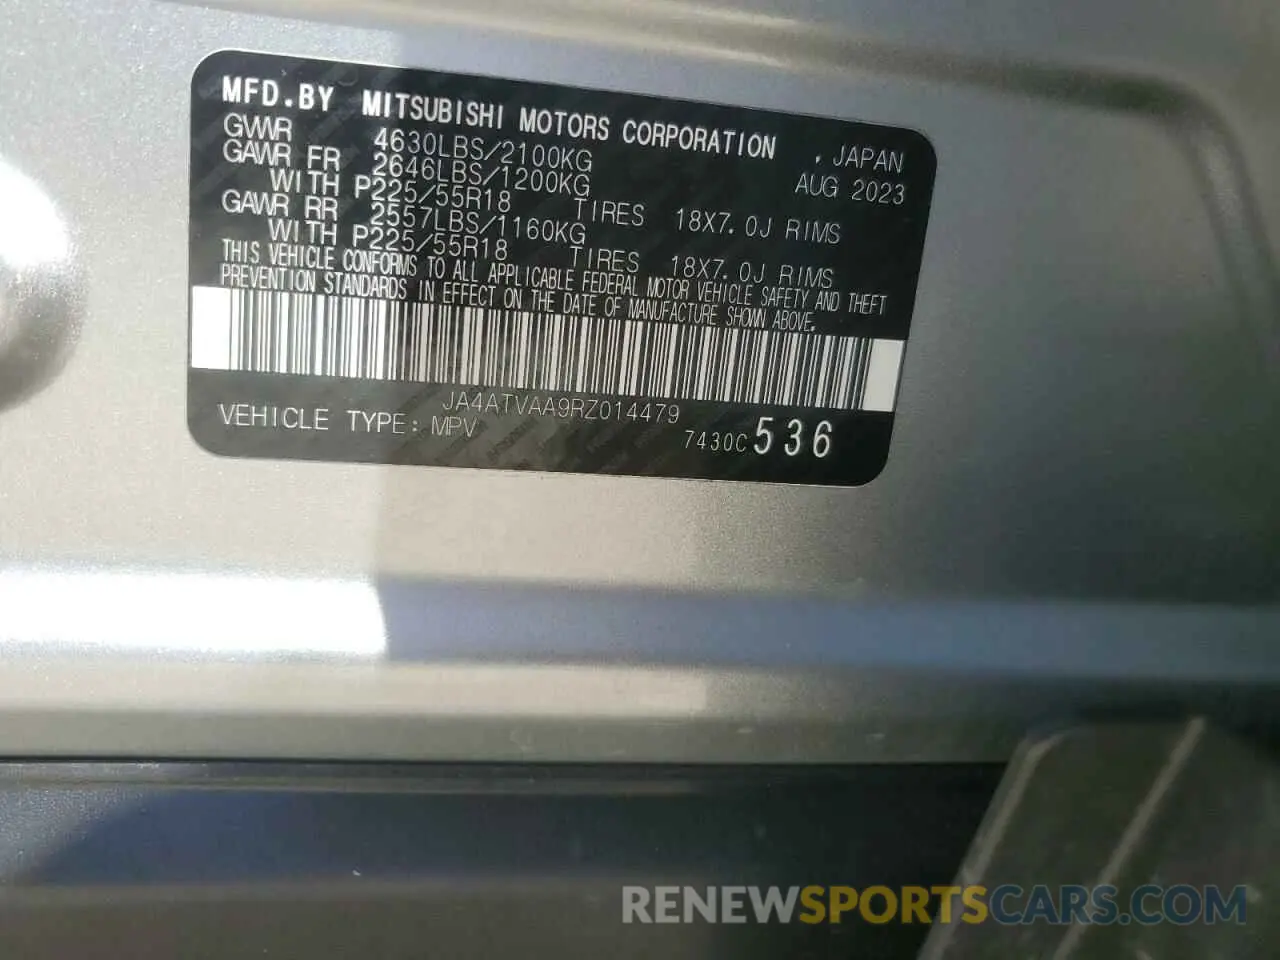 MFD.BY MITSUBISHI MOTORS CORPORATION , JAPAN
GVWR 4630LBS/2100KG AUG 2023
GAWR FR 2646LBS/1200KG
WITH P225/55R18 TIRES 18X7.0J RIMS
GAWR RR 2557LBS/1160KG
WITH P225/55R18 TIRES 18X7.0J RIMS
THIS VEHICLE CONFORMS TO ALL APPLICABLE FEDERAL MOTOR VEHICLE SAFETY AND THEFT
PREVENTION STANDARDS IN EFFECT ON THE DATE OF MANUFACTURE SHOWN ABOVE.
JA4ATVAA9RZ014479
VEHICLE TYPE: MPV 7430C 536
RENEWSPORTSCARS.COM